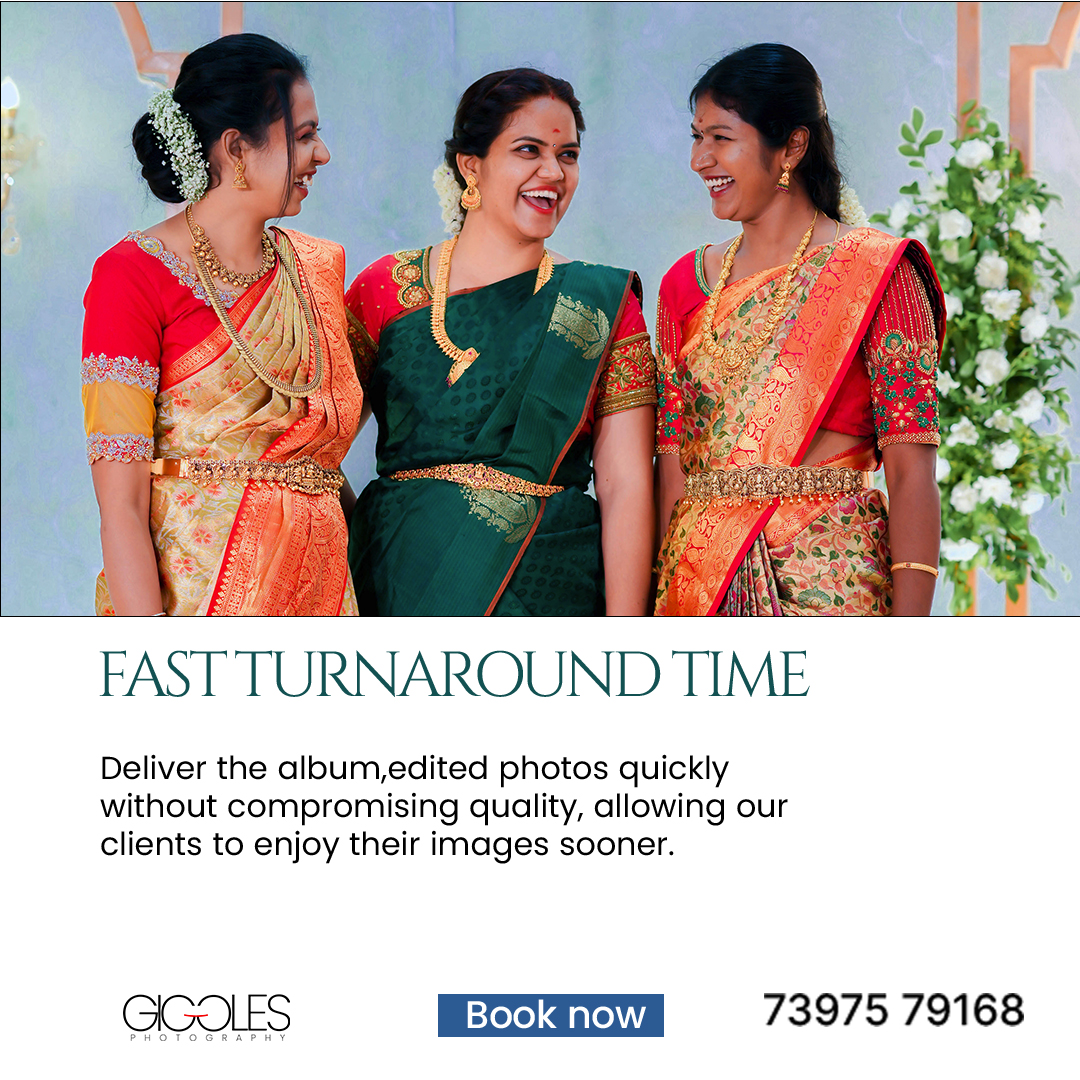 FAST TURNAROUND TIME
Deliver the album,edited photos quickly
without compromising quality, allowing our
clients to enjoy their images sooner.
GIGGLES
PHOTOGRAPHY
Book now
73975 79168